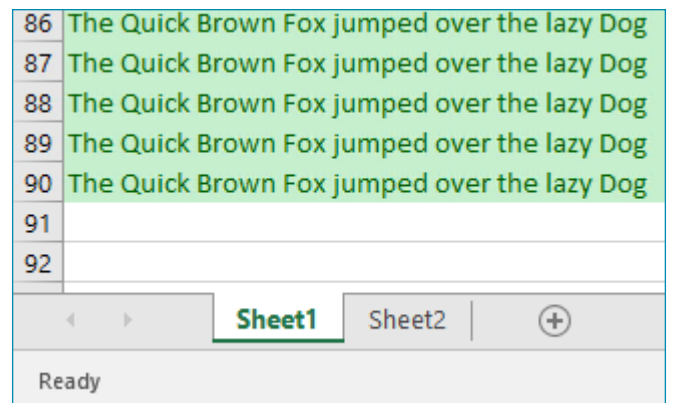 86 The Quick Brown Fox jumped over the lazy Dog
87 The Quick Brown Fox jumped over the lazy Dog
88 The Quick Brown Fox jumped over the lazy Dog
89 The Quick Brown Fox jumped over the lazy Dog
90 The Quick Brown Fox jumped over the lazy Dog
91
92
Sheet1 Sheet2
Ready